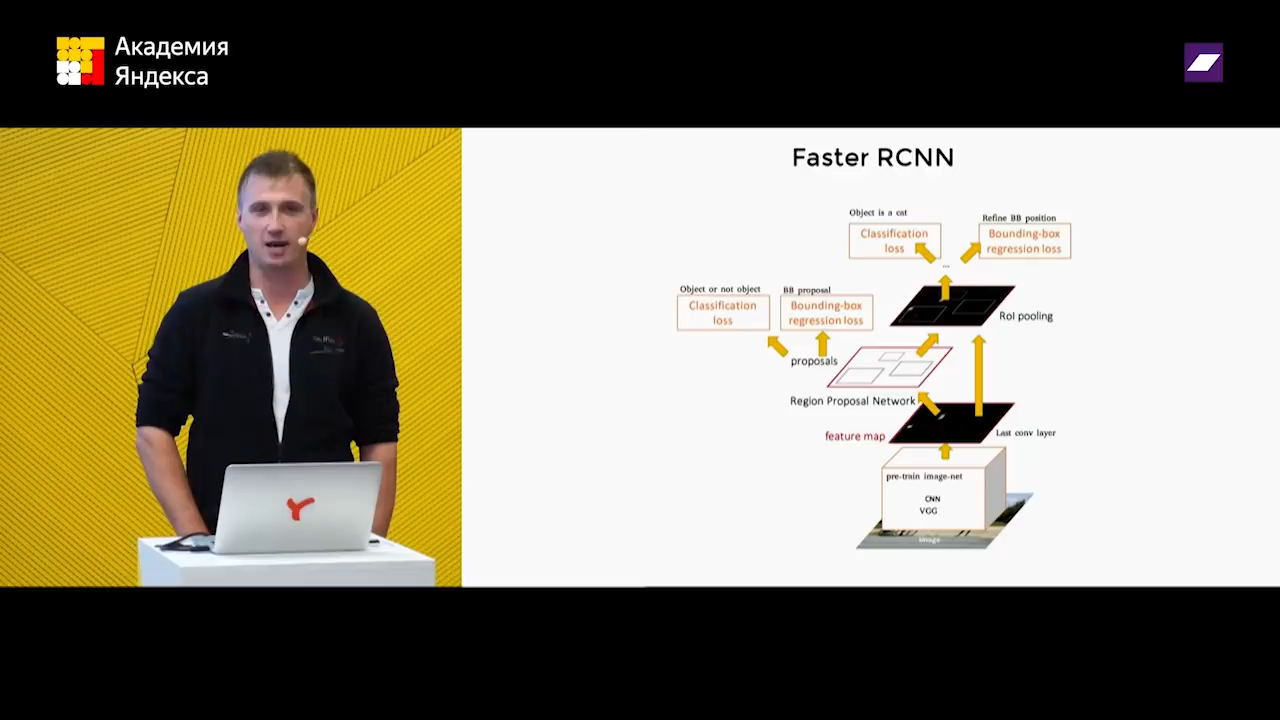 Академия
Яндекса
Faster RCNN
Object is a cat
Classification
loss
Refine BB position
Bounding-box
regression loss
...
Object or not object
Classification
loss
BB proposal
Bounding-box
regression loss
RoI pooling
proposals
Region Proposal Network
feature map
Last conv layer
pre-train image-net
CNN
VGG
image